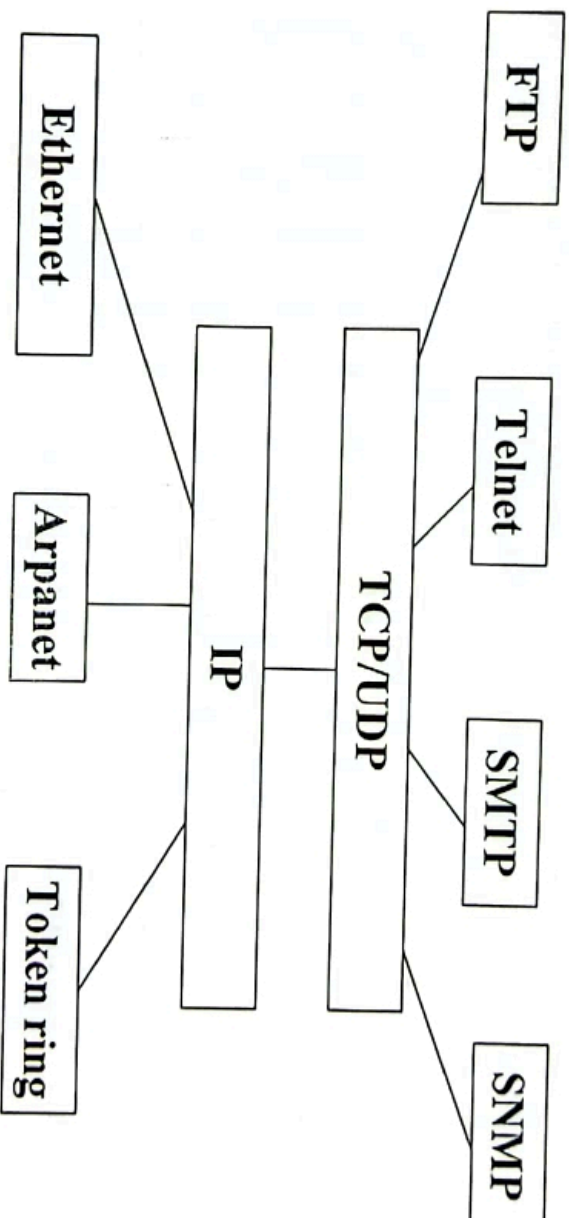 FTP
Telnet
SMTP
SNMP
TCP/UDP
IP
Ethernet
Arpanet
Token ring